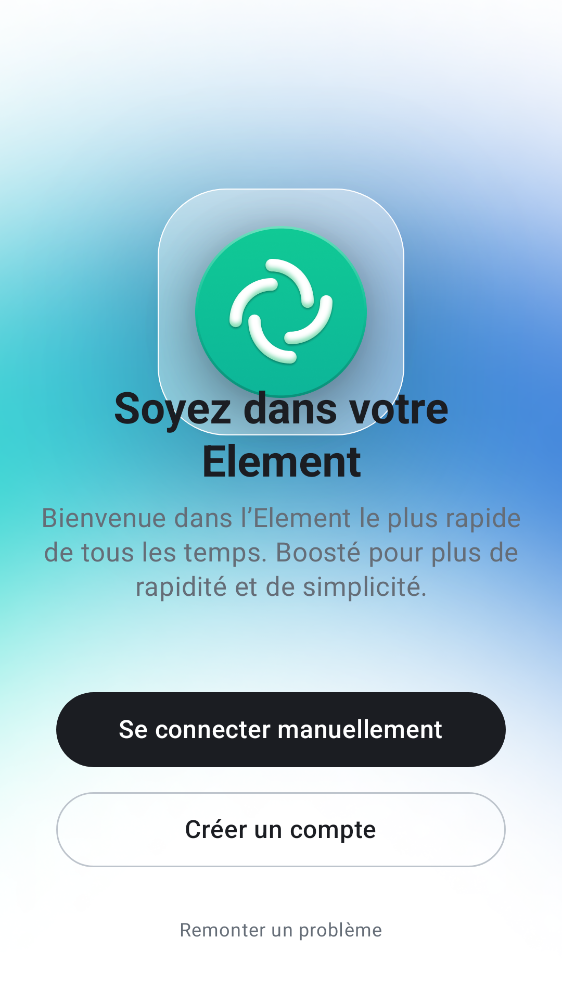 Soyez dans votre
Element
Bienvenue dans l’Element le plus rapide
de tous les temps. Boosté pour plus de
rapidité et de simplicité.
Se connecter manuellement
Créer un compte
Remonter un problème